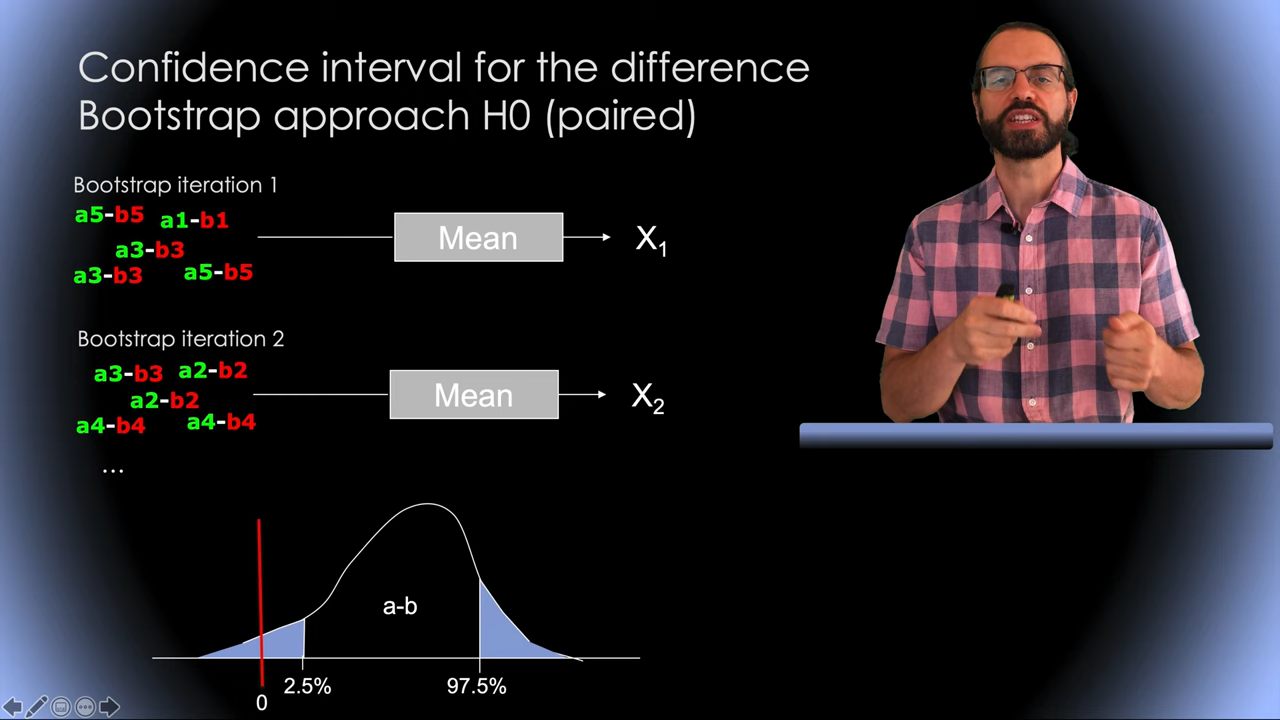 Confidence interval for the difference
Bootstrap approach H0 (paired)
Bootstrap iteration 1
a5-b5 a1-b1
a3-b3
a3-b3 a5-b5
Mean
X1
Bootstrap iteration 2
a3-b3 a2-b2
a2-b2
a4-b4 a4-b4
Mean
X2
...
a-b
2.5% 97.5%
0